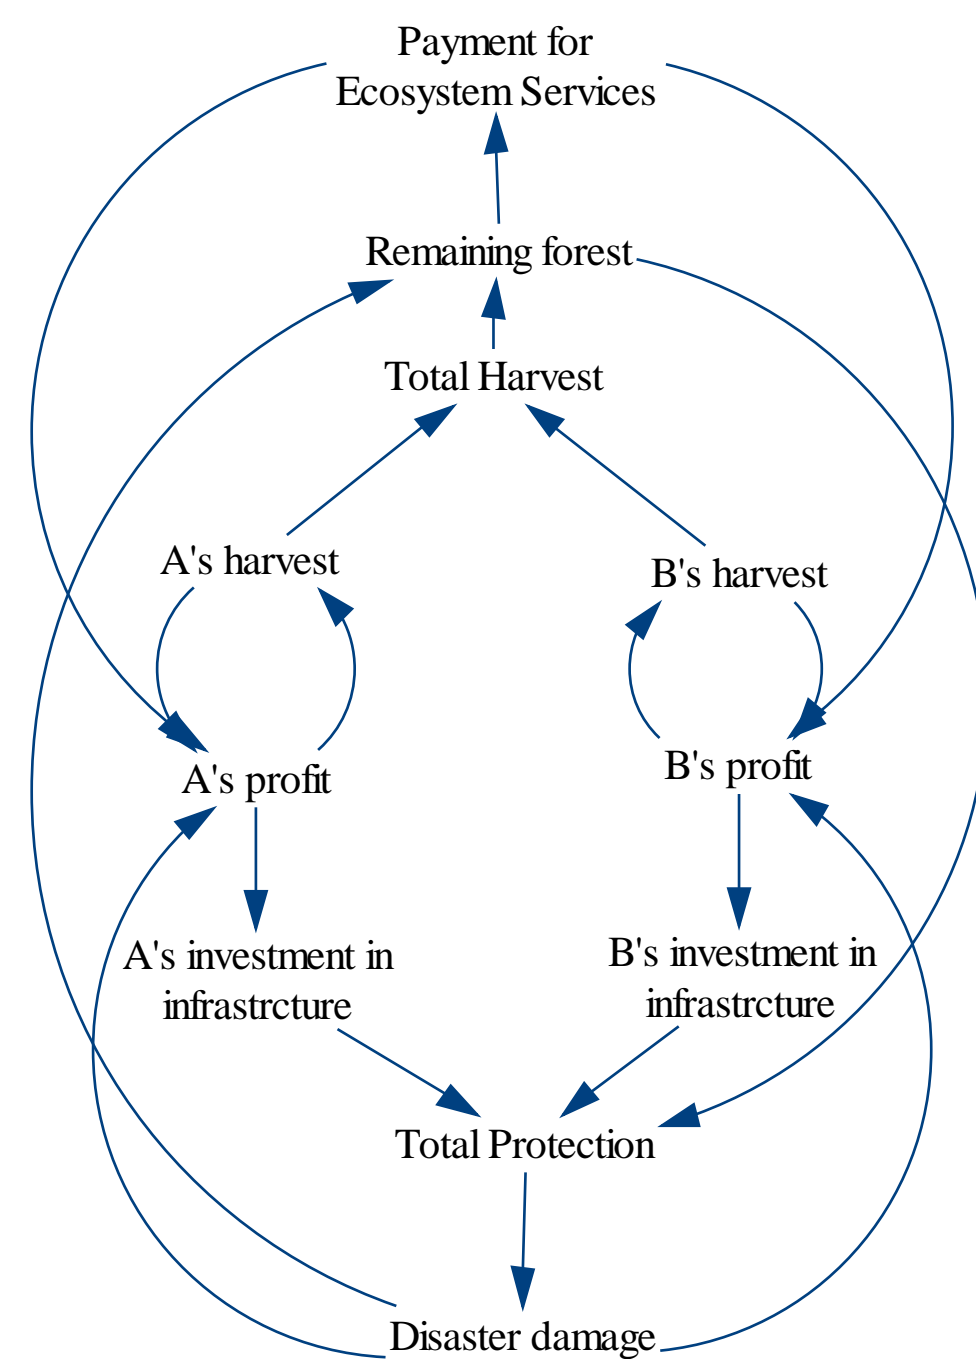 Payment for
Ecosystem Services
Remaining forest
Total Harvest
A's harvest
B's harvest
A's profit
B's profit
A's investment in
infrastrcture
B's investment in
infrastrcture
Total Protection
Disaster damage